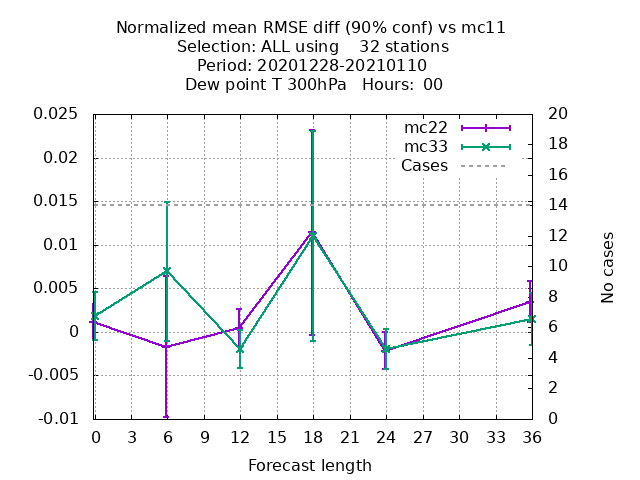 Normalized mean RMSE diff (90% conf) vs mc11
Selection: ALL using    32 stations
Period: 20201228-20210110
Dew point T 300hPa   Hours:  00
0.025
0.02
0.015
0.01
0.005
0
-0.005
-0.01
20
18
16
14
12
10
8
6
4
2
0
No cases
mc22
mc33
Cases
0 3 6 9 12 15 18 21 24 27 30 33 36
Forecast length